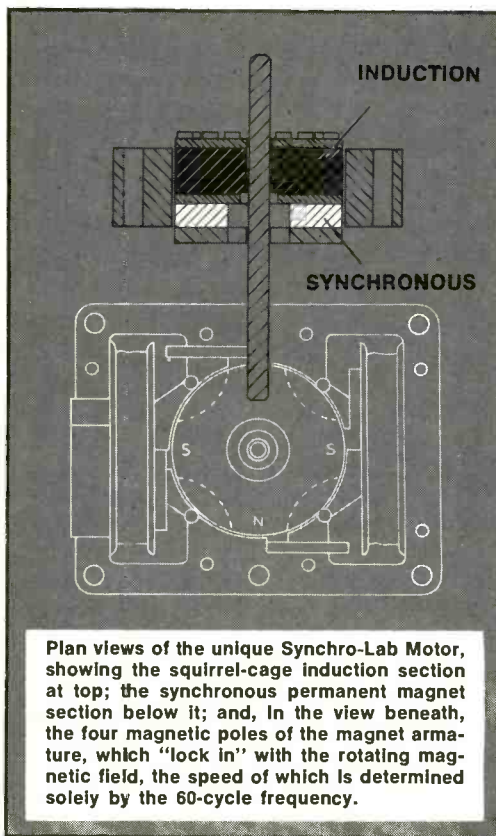 INDUCTION
SYNCHRONOUS
S S
N
Plan views of the unique Synchro-Lab Motor,
showing the squirrel-cage induction section
at top; the synchronous permanent magnet
section below it; and, In the view beneath,
the four magnetic poles of the magnet arma-
ture, which "lock in" with the rotating mag-
netic field, the speed of which is determined
solely by the 60-cycle frequency.